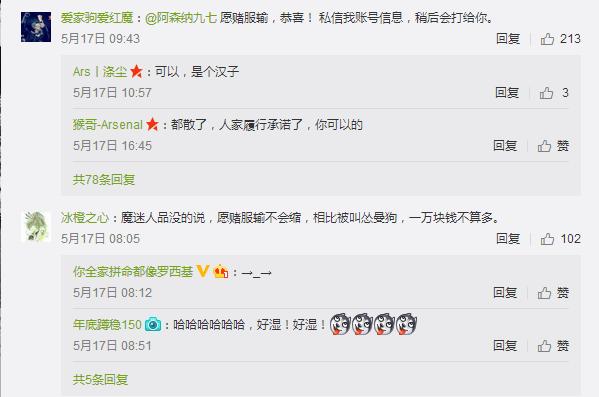 爱家驹爱红魔：@阿森纳九七 愿赌服输，恭喜！ 私信我账号信息，稍后会打给你。
5月17日 09:43 回复 213
Ars丨涤尘：可以，是个汉子
5月17日 10:57 回复 3
猴哥-Arsenal：都散了，人家履行承诺了，你可以的
5月17日 16:45 回复 赞
共78条回复
冰橙之心：魔迷人品没的说，愿赌服输不会缩，相比被叫怂曼狗，一万块钱不算多。
5月17日 08:05 回复 102
你全家拼命都像罗西基：→_→
5月17日 08:12 回复 赞
年底蹲稳150：哈哈哈哈哈哈，好湿！好湿！
5月17日 08:51 回复 赞
共5条回复